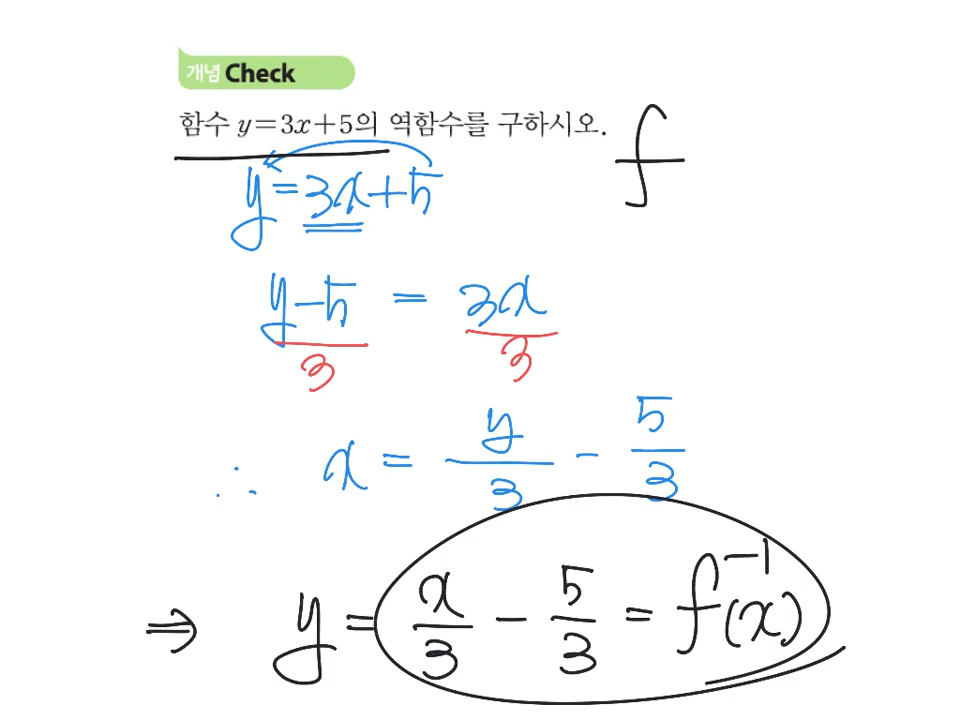 개념 Check
함수 y=3x+5의 역함수를 구하시오.
f
y=3x+5
y-5 = 3x
3 3
∴ x = y/3 - 5/3
⇒ y = x/3 - 5/3 = f⁻¹(x)